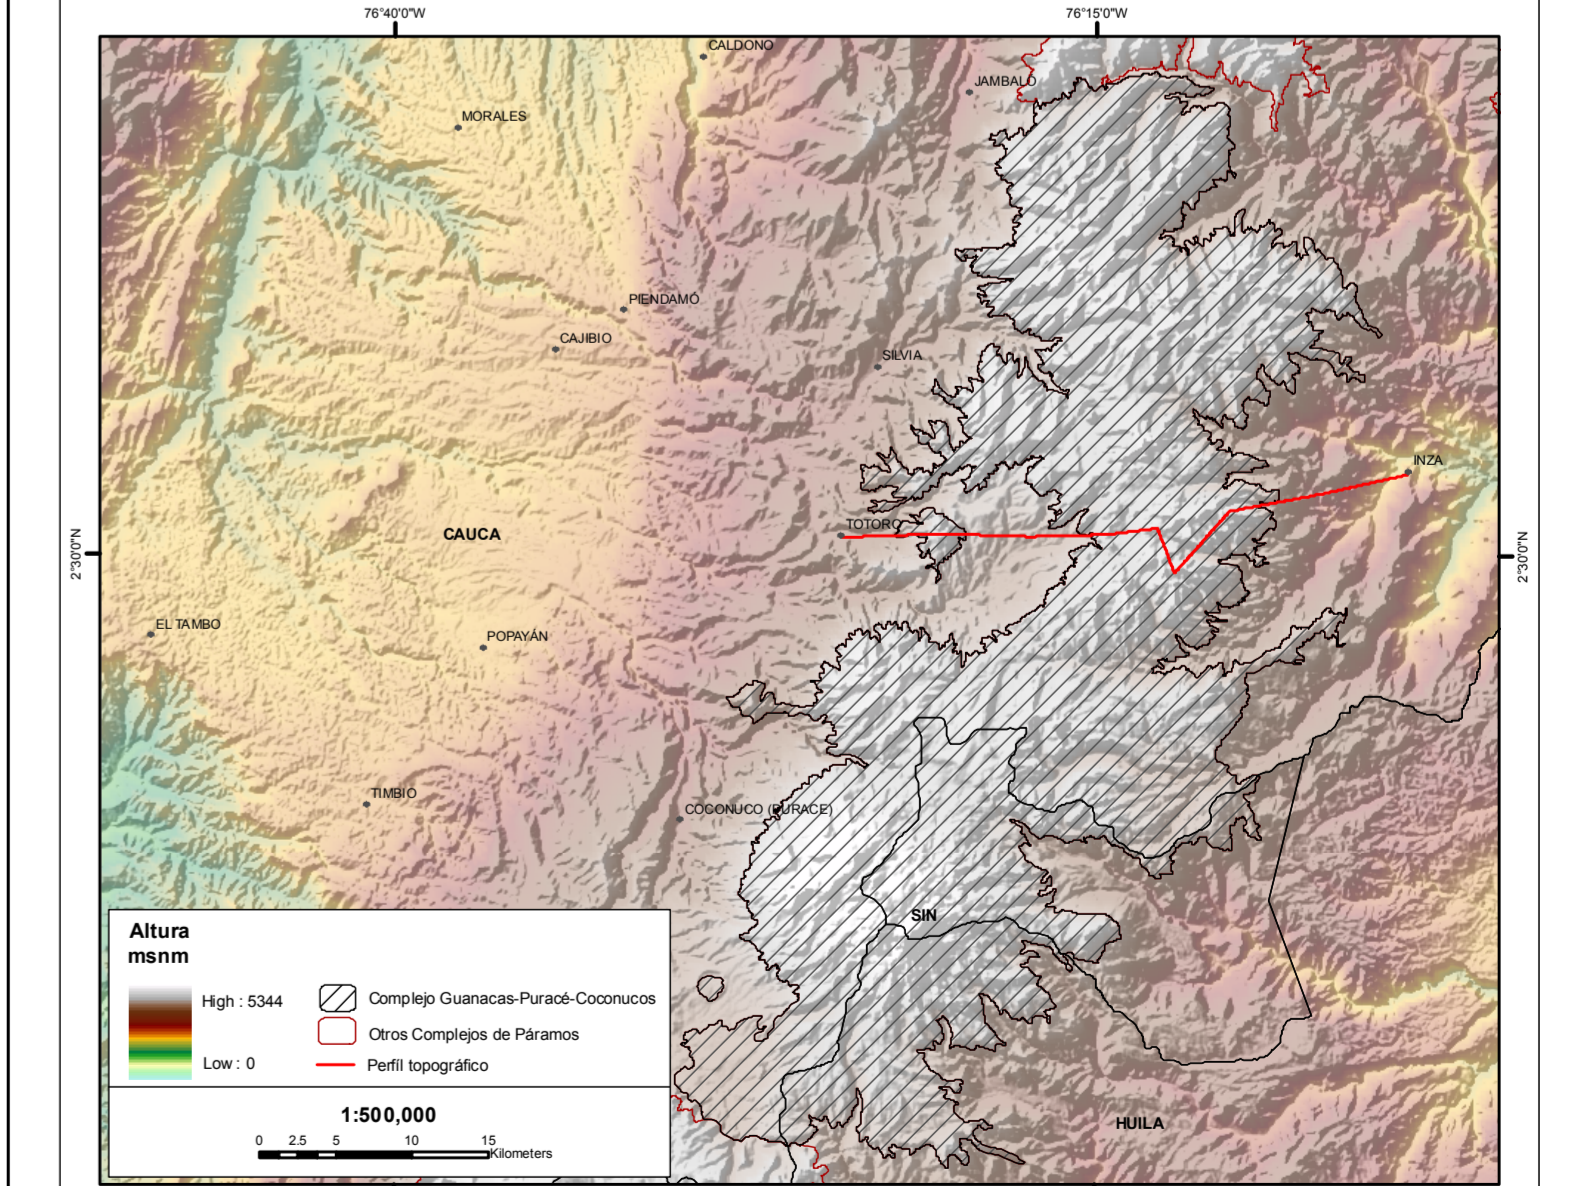 76°40'0"W
76°15'0"W
CALDONO
JAMBALÓ
MORALES
PIENDAMÓ
CAJIBIO
SILVIA
INZA
TOTORO
CAUCA
2°30'0"N
2°30'0"N
EL TAMBO
POPAYÁN
TIMBIO
COCONUCO (PURACE)
SIN
HUILA
Altura
msnm
High : 5344
Low : 0
Complejo Guanacas-Puracé-Coconucos
Otros Complejos de Páramos
Perfíl topográfico
1:500,000
0 2.5 5 10 15
Kilometers